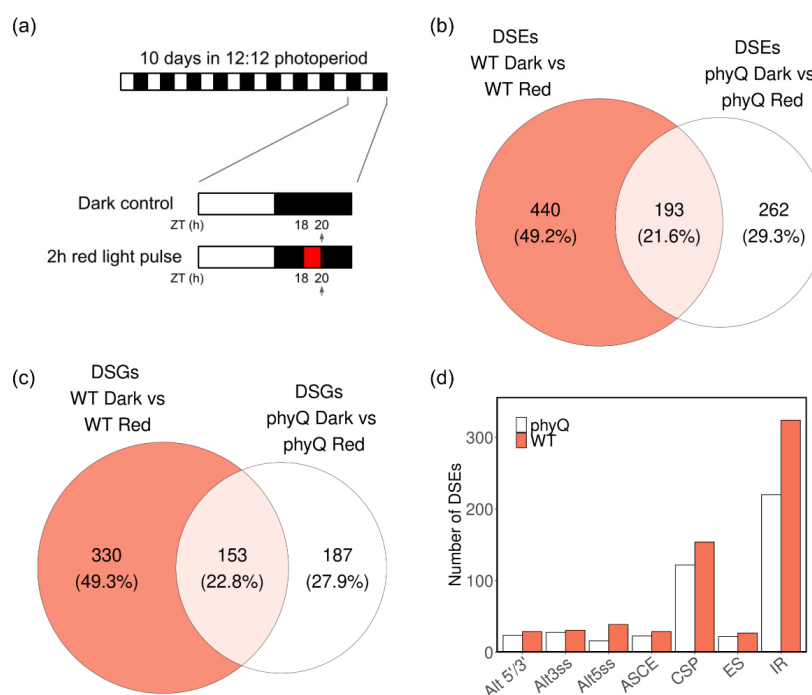 (a)
10 days in 12:12 photoperiod
Dark control
ZT (h)
18 20
2h red light pulse
ZT (h)
18 20
(b)
DSEs
WT Dark vs
WT Red
DSEs
phyQ Dark vs
phyQ Red
440
(49.2%)
193
(21.6%)
262
(29.3%)
(c)
DSGs
WT Dark vs
WT Red
DSGs
phyQ Dark vs
phyQ Red
330
(49.3%)
153
(22.8%)
187
(27.9%)
(d)
phyQ
WT
Number of DSEs
300
200
100
0
Alt 5'/3'
Alt3ss
Alt5ss
ASCE
CSP
ES
IR